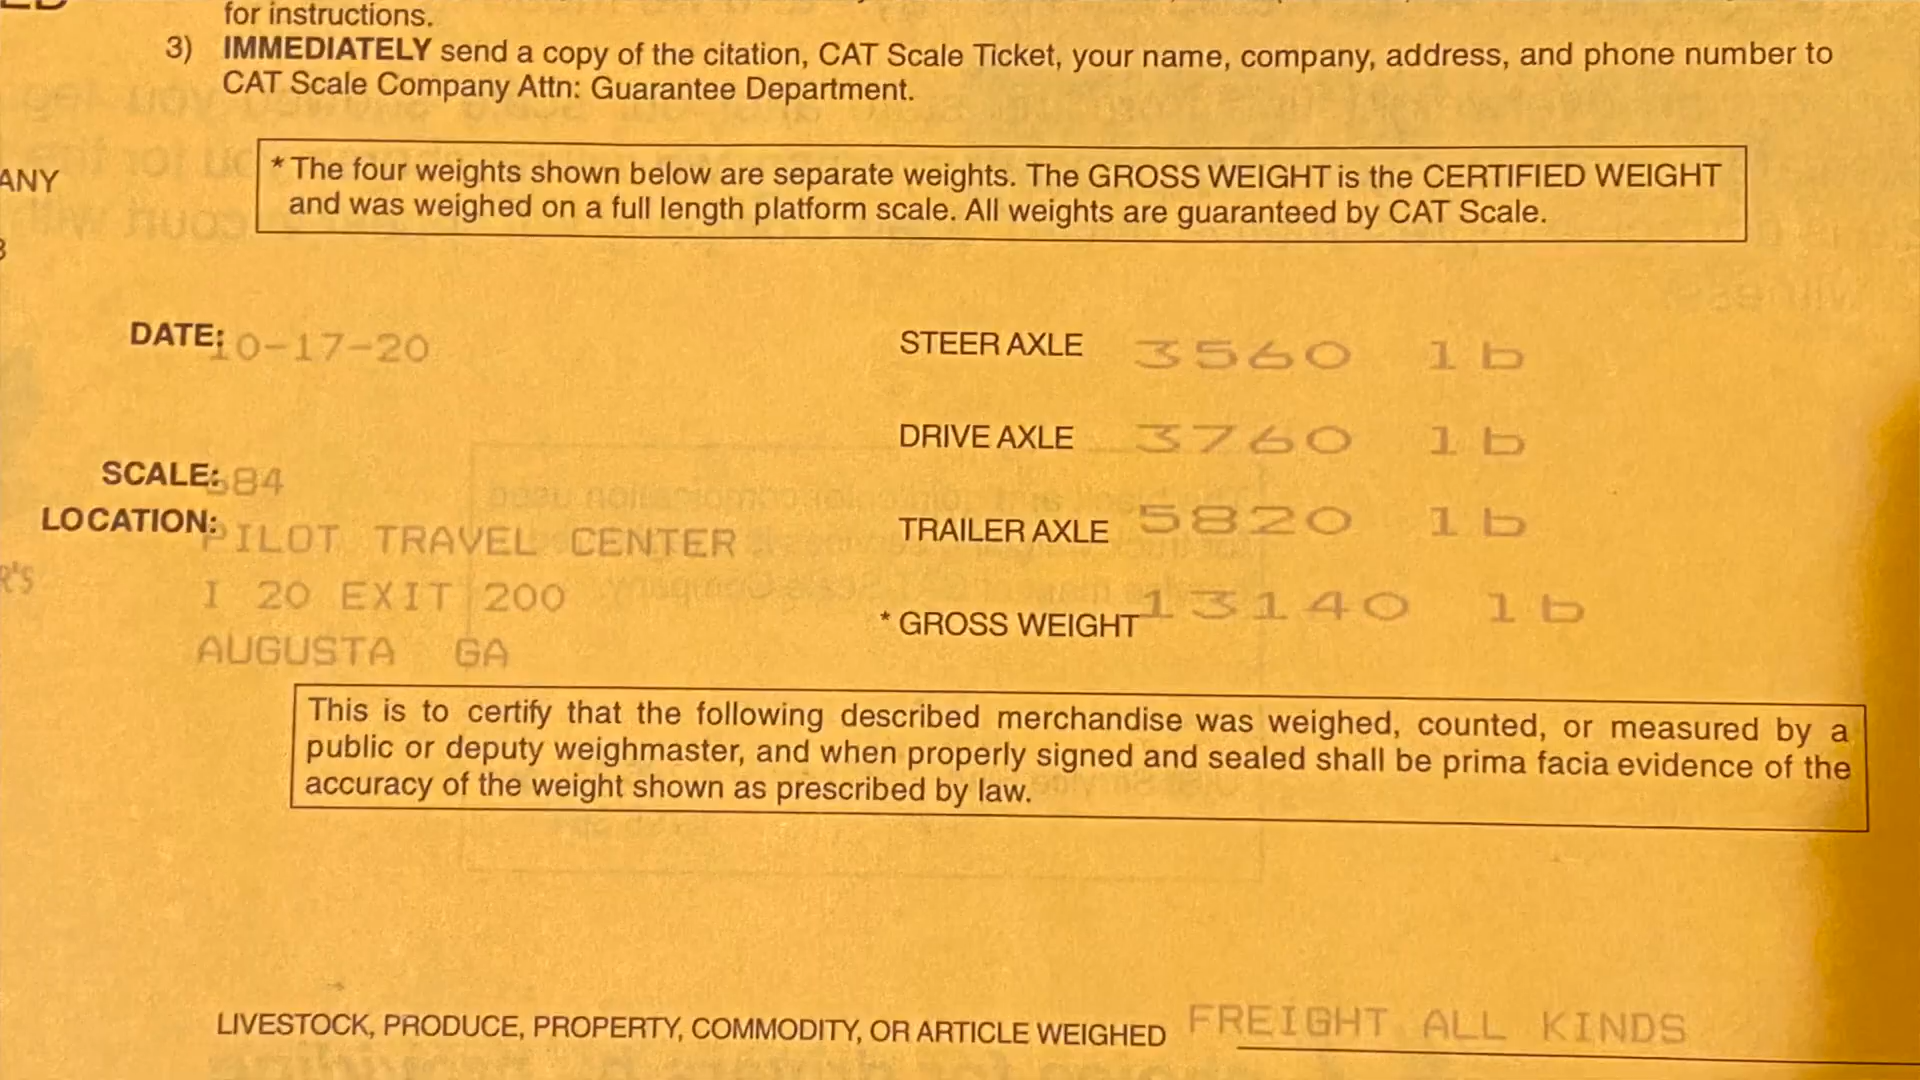 for instructions.
3) IMMEDIATELY send a copy of the citation, CAT Scale Ticket, your name, company, address, and phone number to
CAT Scale Company Attn: Guarantee Department.
* The four weights shown below are separate weights. The GROSS WEIGHT is the CERTIFIED WEIGHT
and was weighed on a full length platform scale. All weights are guaranteed by CAT Scale.
ANY
DATE: 10-17-20
STEER AXLE 3560 lb
DRIVE AXLE 3760 lb
SCALE: 84
LOCATION: PILOT TRAVEL CENTER
TRAILER AXLE 5820 lb
R'S
I 20 EXIT 200
* GROSS WEIGHT 13140 lb
AUGUSTA GA
This is to certify that the following described merchandise was weighed, counted, or measured by a
public or deputy weighmaster, and when properly signed and sealed shall be prima facia evidence of the
accuracy of the weight shown as prescribed by law.
LIVESTOCK, PRODUCE, PROPERTY, COMMODITY, OR ARTICLE WEIGHED FREIGHT ALL KINDS